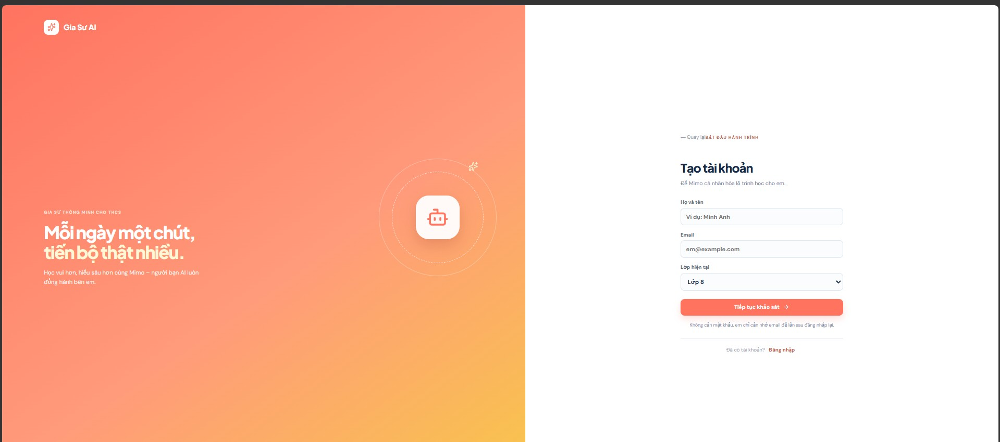 Gia Sư AI
GIA SƯ THÔNG MINH CHO THCS
Mỗi ngày một chút,
tiến bộ thật nhiều.
Học vui hơn, hiểu sâu hơn cùng Mimo – người bạn AI luôn
đồng hành bên em.
← Quay lại BẮT ĐẦU HÀNH TRÌNH
Tạo tài khoản
Để Mimo cá nhân hóa lộ trình học cho em.
Họ và tên
Ví dụ: Minh Anh
Email
em@example.com
Lớp hiện tại
Lớp 8
Tiếp tục khảo sát →
Không cần mật khẩu, em chỉ cần nhớ email để lần sau đăng nhập lại.
Đã có tài khoản? Đăng nhập